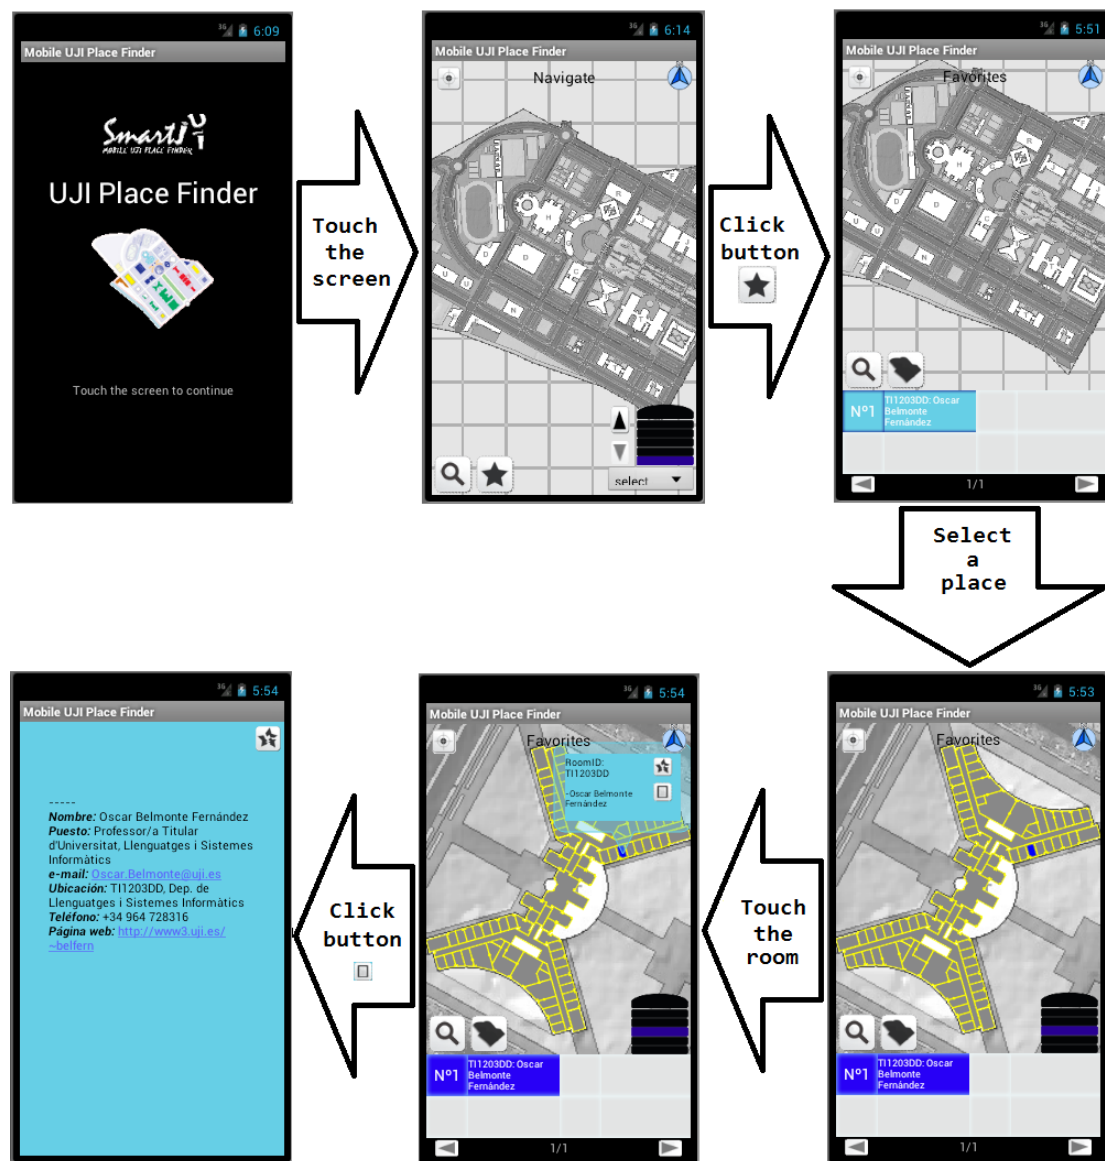 3G 6:09
Mobile UJI Place Finder
SmartUJI
MOBILE UJI PLACE FINDER
UJI Place Finder
Touch the screen to continue
Touch
the
screen
3G 6:14
Mobile UJI Place Finder
Navigate
select
Click
button
3G 5:51
Mobile UJI Place Finder
Favorites
Nº1
TI1203DD: Oscar
Belmonte
Fernández
1/1
Select
a
place
3G 5:53
Mobile UJI Place Finder
Favorites
Nº1
TI1203DD: Oscar
Belmonte
Fernández
1/1
Touch
the
room
3G 5:54
Mobile UJI Place Finder
Favorites
RoomID:
TI1203DD
-Oscar Belmonte
Fernández
Nº1
TI1203DD: Oscar
Belmonte
Fernández
1/1
Click
button
3G 5:54
Mobile UJI Place Finder
-----
Nombre: Oscar Belmonte Fernández
Puesto: Professor/a Titular
d'Universitat, Llenguatges i Sistemes
Informàtics
e-mail: Oscar.Belmonte@uji.es
Ubicación: TI1203DD, Dep. de
Llenguatges i Sistemes Informàtics
Teléfono: +34 964 728316
Página web: http://www3.uji.es/
~belfern